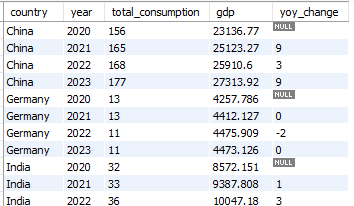 country year total_consumption gdp yoy_change
China 2020 156 23136.77 NULL
China 2021 165 25123.27 9
China 2022 168 25910.6 3
China 2023 177 27313.92 9
Germany 2020 13 4257.786 NULL
Germany 2021 13 4412.127 0
Germany 2022 11 4475.909 -2
Germany 2023 11 4473.126 0
India 2020 32 8572.151 NULL
India 2021 33 9387.808 1
India 2022 36 10047.18 3